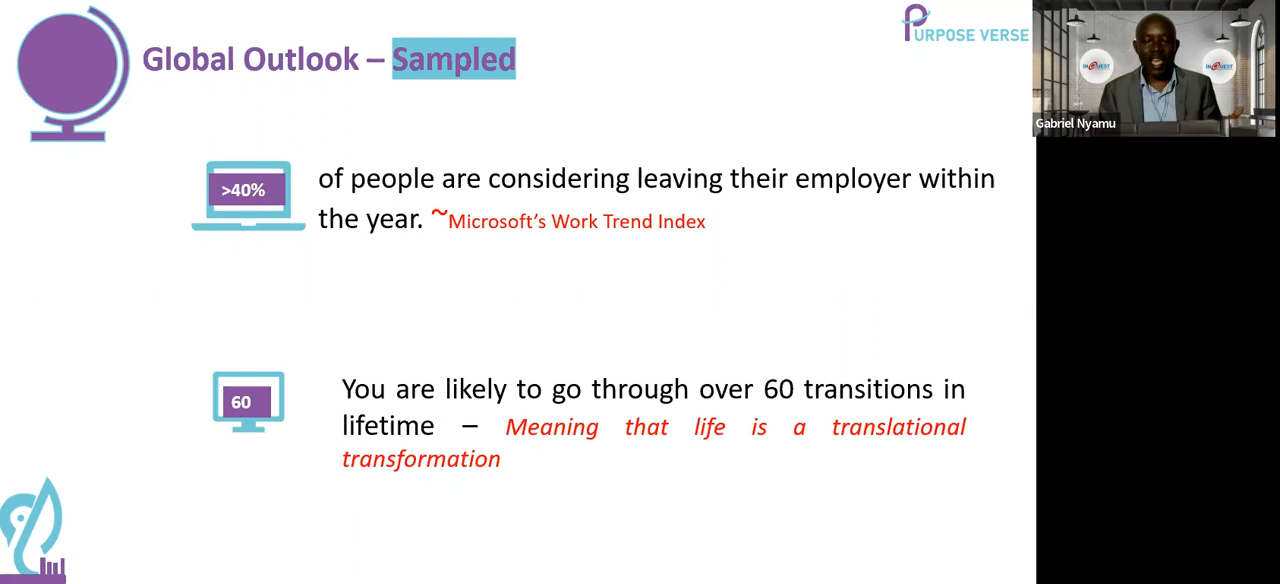 Global Outlook – Sampled
PURPOSE VERSE
INQUEST
INQUEST
Gabriel Nyamu
>40%
of people are considering leaving their employer within
the year. ~Microsoft’s Work Trend Index
60
You are likely to go through over 60 transitions in
lifetime – Meaning that life is a translational
transformation